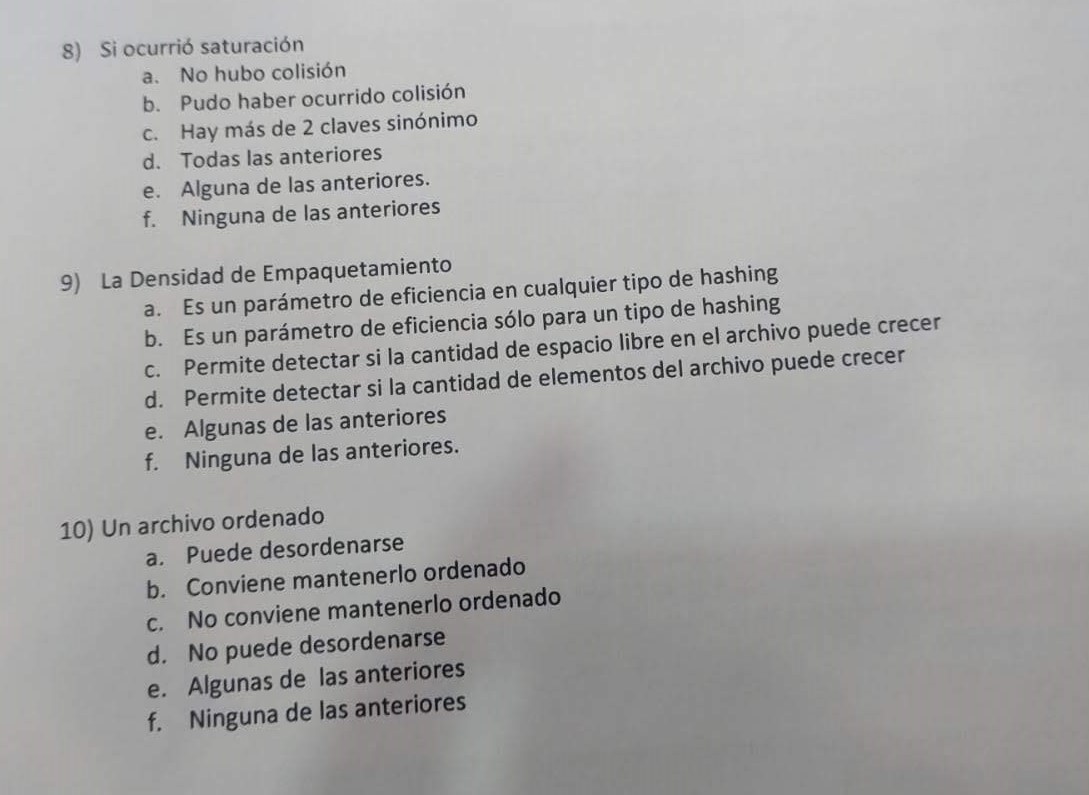 8) Si ocurrió saturación
a. No hubo colisión
b. Pudo haber ocurrido colisión
c. Hay más de 2 claves sinónimo
d. Todas las anteriores
e. Alguna de las anteriores.
f. Ninguna de las anteriores
9) La Densidad de Empaquetamiento
a. Es un parámetro de eficiencia en cualquier tipo de hashing
b. Es un parámetro de eficiencia sólo para un tipo de hashing
c. Permite detectar si la cantidad de espacio libre en el archivo puede crecer
d. Permite detectar si la cantidad de elementos del archivo puede crecer
e. Algunas de las anteriores
f. Ninguna de las anteriores.
10) Un archivo ordenado
a. Puede desordenarse
b. Conviene mantenerlo ordenado
c. No conviene mantenerlo ordenado
d. No puede desordenarse
e. Algunas de las anteriores
f. Ninguna de las anteriores